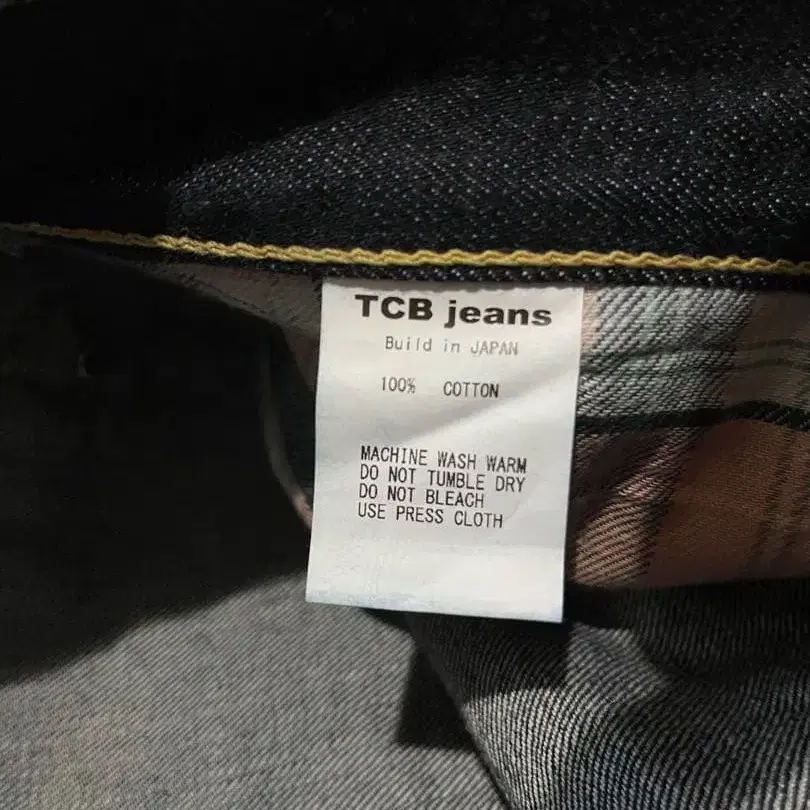 TCB jeans
Build in JAPAN
100% COTTON
MACHINE WASH WARM
DO NOT TUMBLE DRY
DO NOT BLEACH
USE PRESS CLOTH